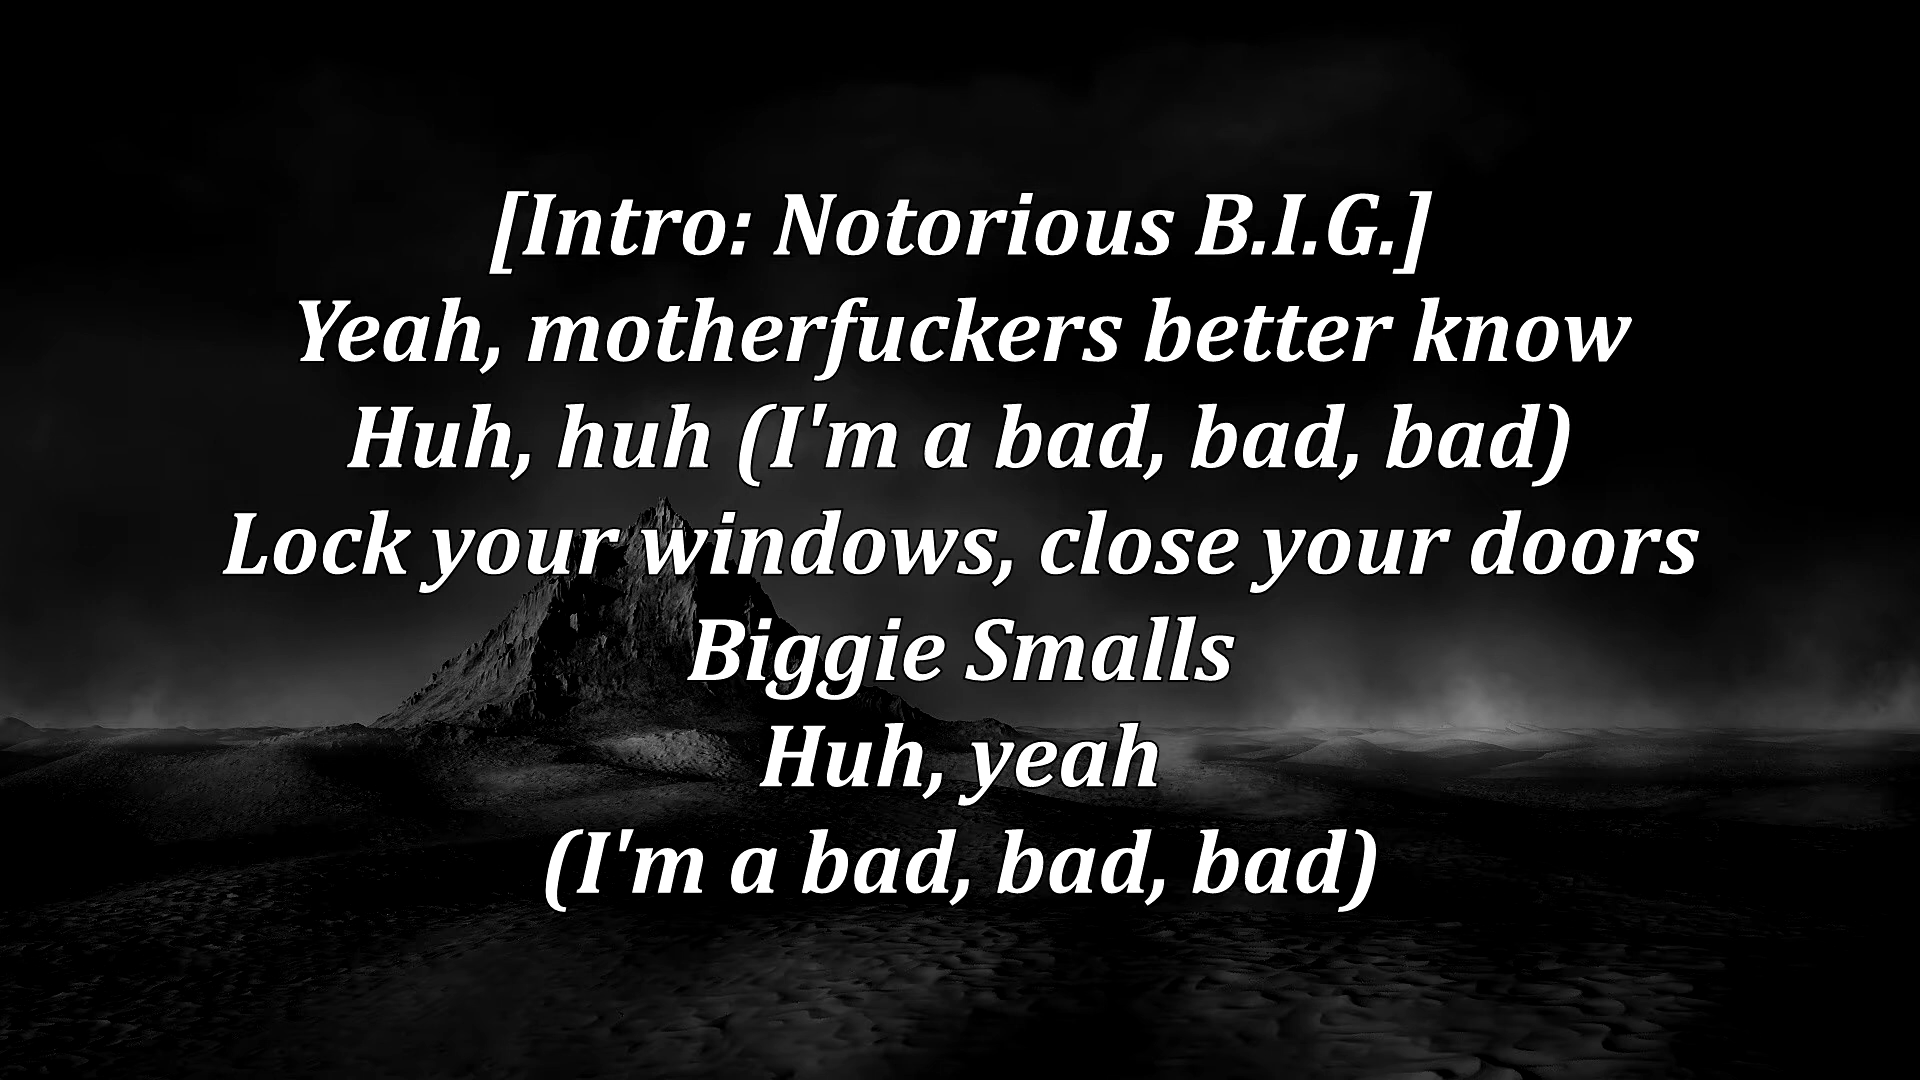 [Intro: Notorious B.I.G.]
Yeah, motherfuckers better know
Huh, huh (I'm a bad, bad, bad)
Lock your windows, close your doors
Biggie Smalls
Huh, yeah
(I'm a bad, bad, bad)